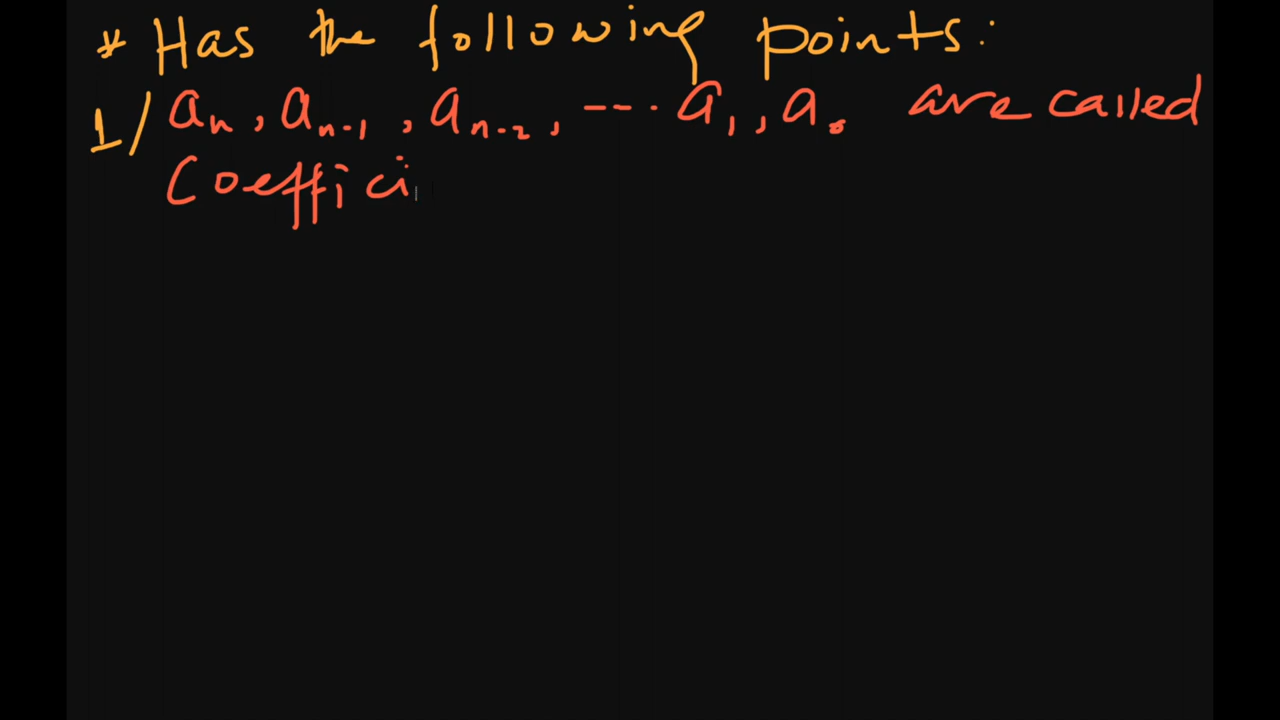 * Has the following points:
1/ aₙ, aₙ₋₁, aₙ₋₂, --- a₁, a₀ are called
Coeffici